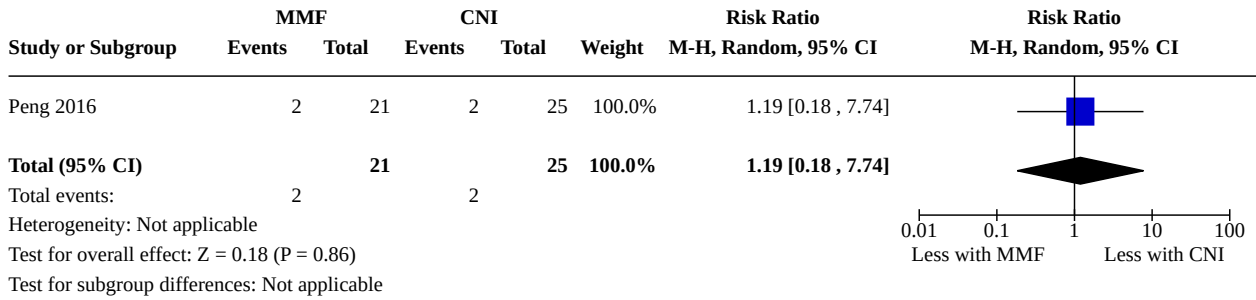 MMF CNI Risk Ratio Risk Ratio
Study or Subgroup Events Total Events Total Weight M-H, Random, 95% CI M-H, Random, 95% CI
Peng 2016 2 21 2 25 100.0% 1.19 [0.18 , 7.74]
Total (95% CI) 21 25 100.0% 1.19 [0.18 , 7.74]
Total events: 2 2
Heterogeneity: Not applicable
0.01 0.1 1 10 100
Test for overall effect: Z = 0.18 (P = 0.86) Less with MMF Less with CNI
Test for subgroup differences: Not applicable